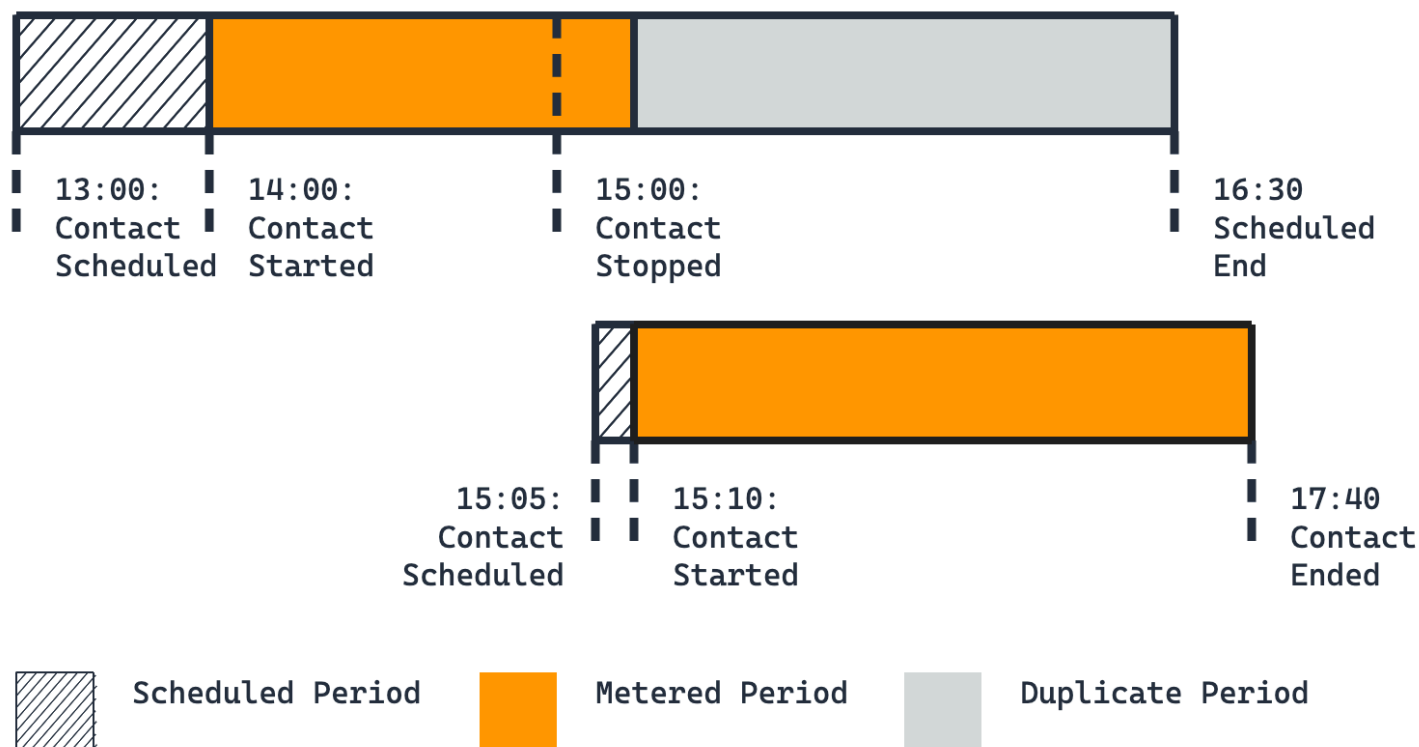 13:00:
Contact
Scheduled
14:00:
Contact
Started
15:00:
Contact
Stopped
16:30
Scheduled
End
15:05:
Contact
Scheduled
15:10:
Contact
Started
17:40
Contact
Ended
Scheduled Period
Metered Period
Duplicate Period